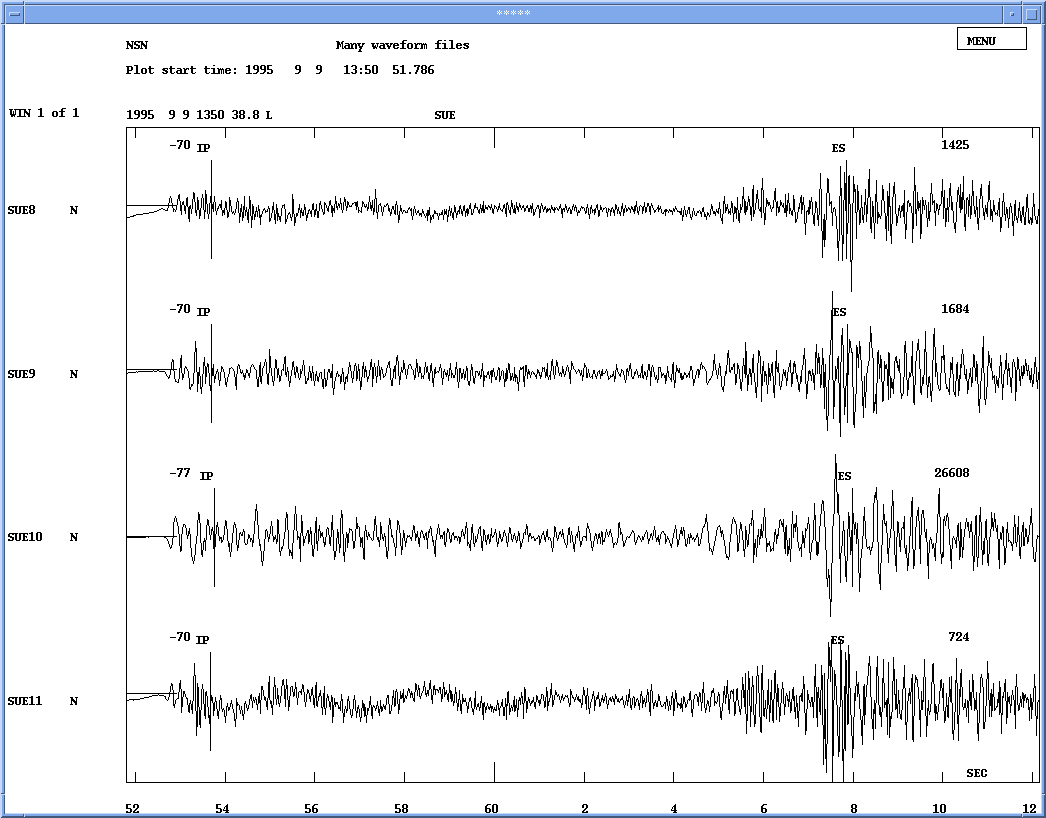 *****
NSN Many waveform files MENU
Plot start time: 1995 9 9 13:50 51.786
WIN 1 of 1 1995 9 9 1350 38.8 L SUE
-70 IP ES 1425
SUE8 N
-70 IP ES 1684
SUE9 N
-77 IP ES 26608
SUE10 N
-70 IP ES 724
SUE11 N
SEC
52 54 56 58 60 2 4 6 8 10 12